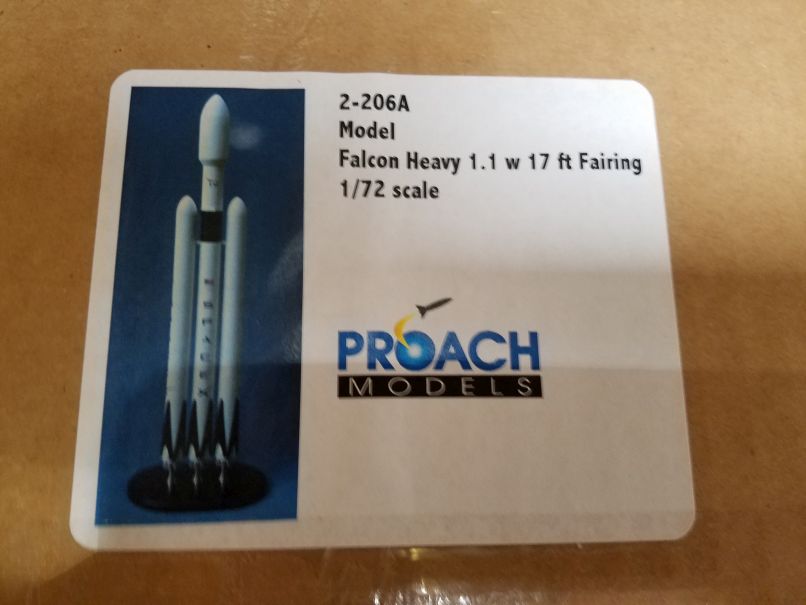 2-206A
Model
Falcon Heavy 1.1 w 17 ft Fairing
1/72 scale
PROACH
MODELS